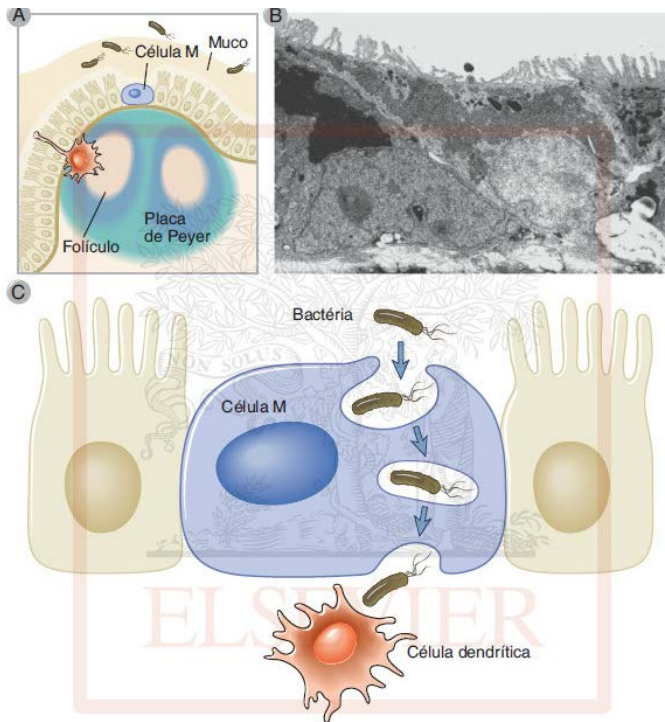 A
Célula M
Muco
Folículo
Placa
de Peyer
B
C
Bactéria
Célula M
Célula dendrítica
NON SOLUS
ELSEVIER